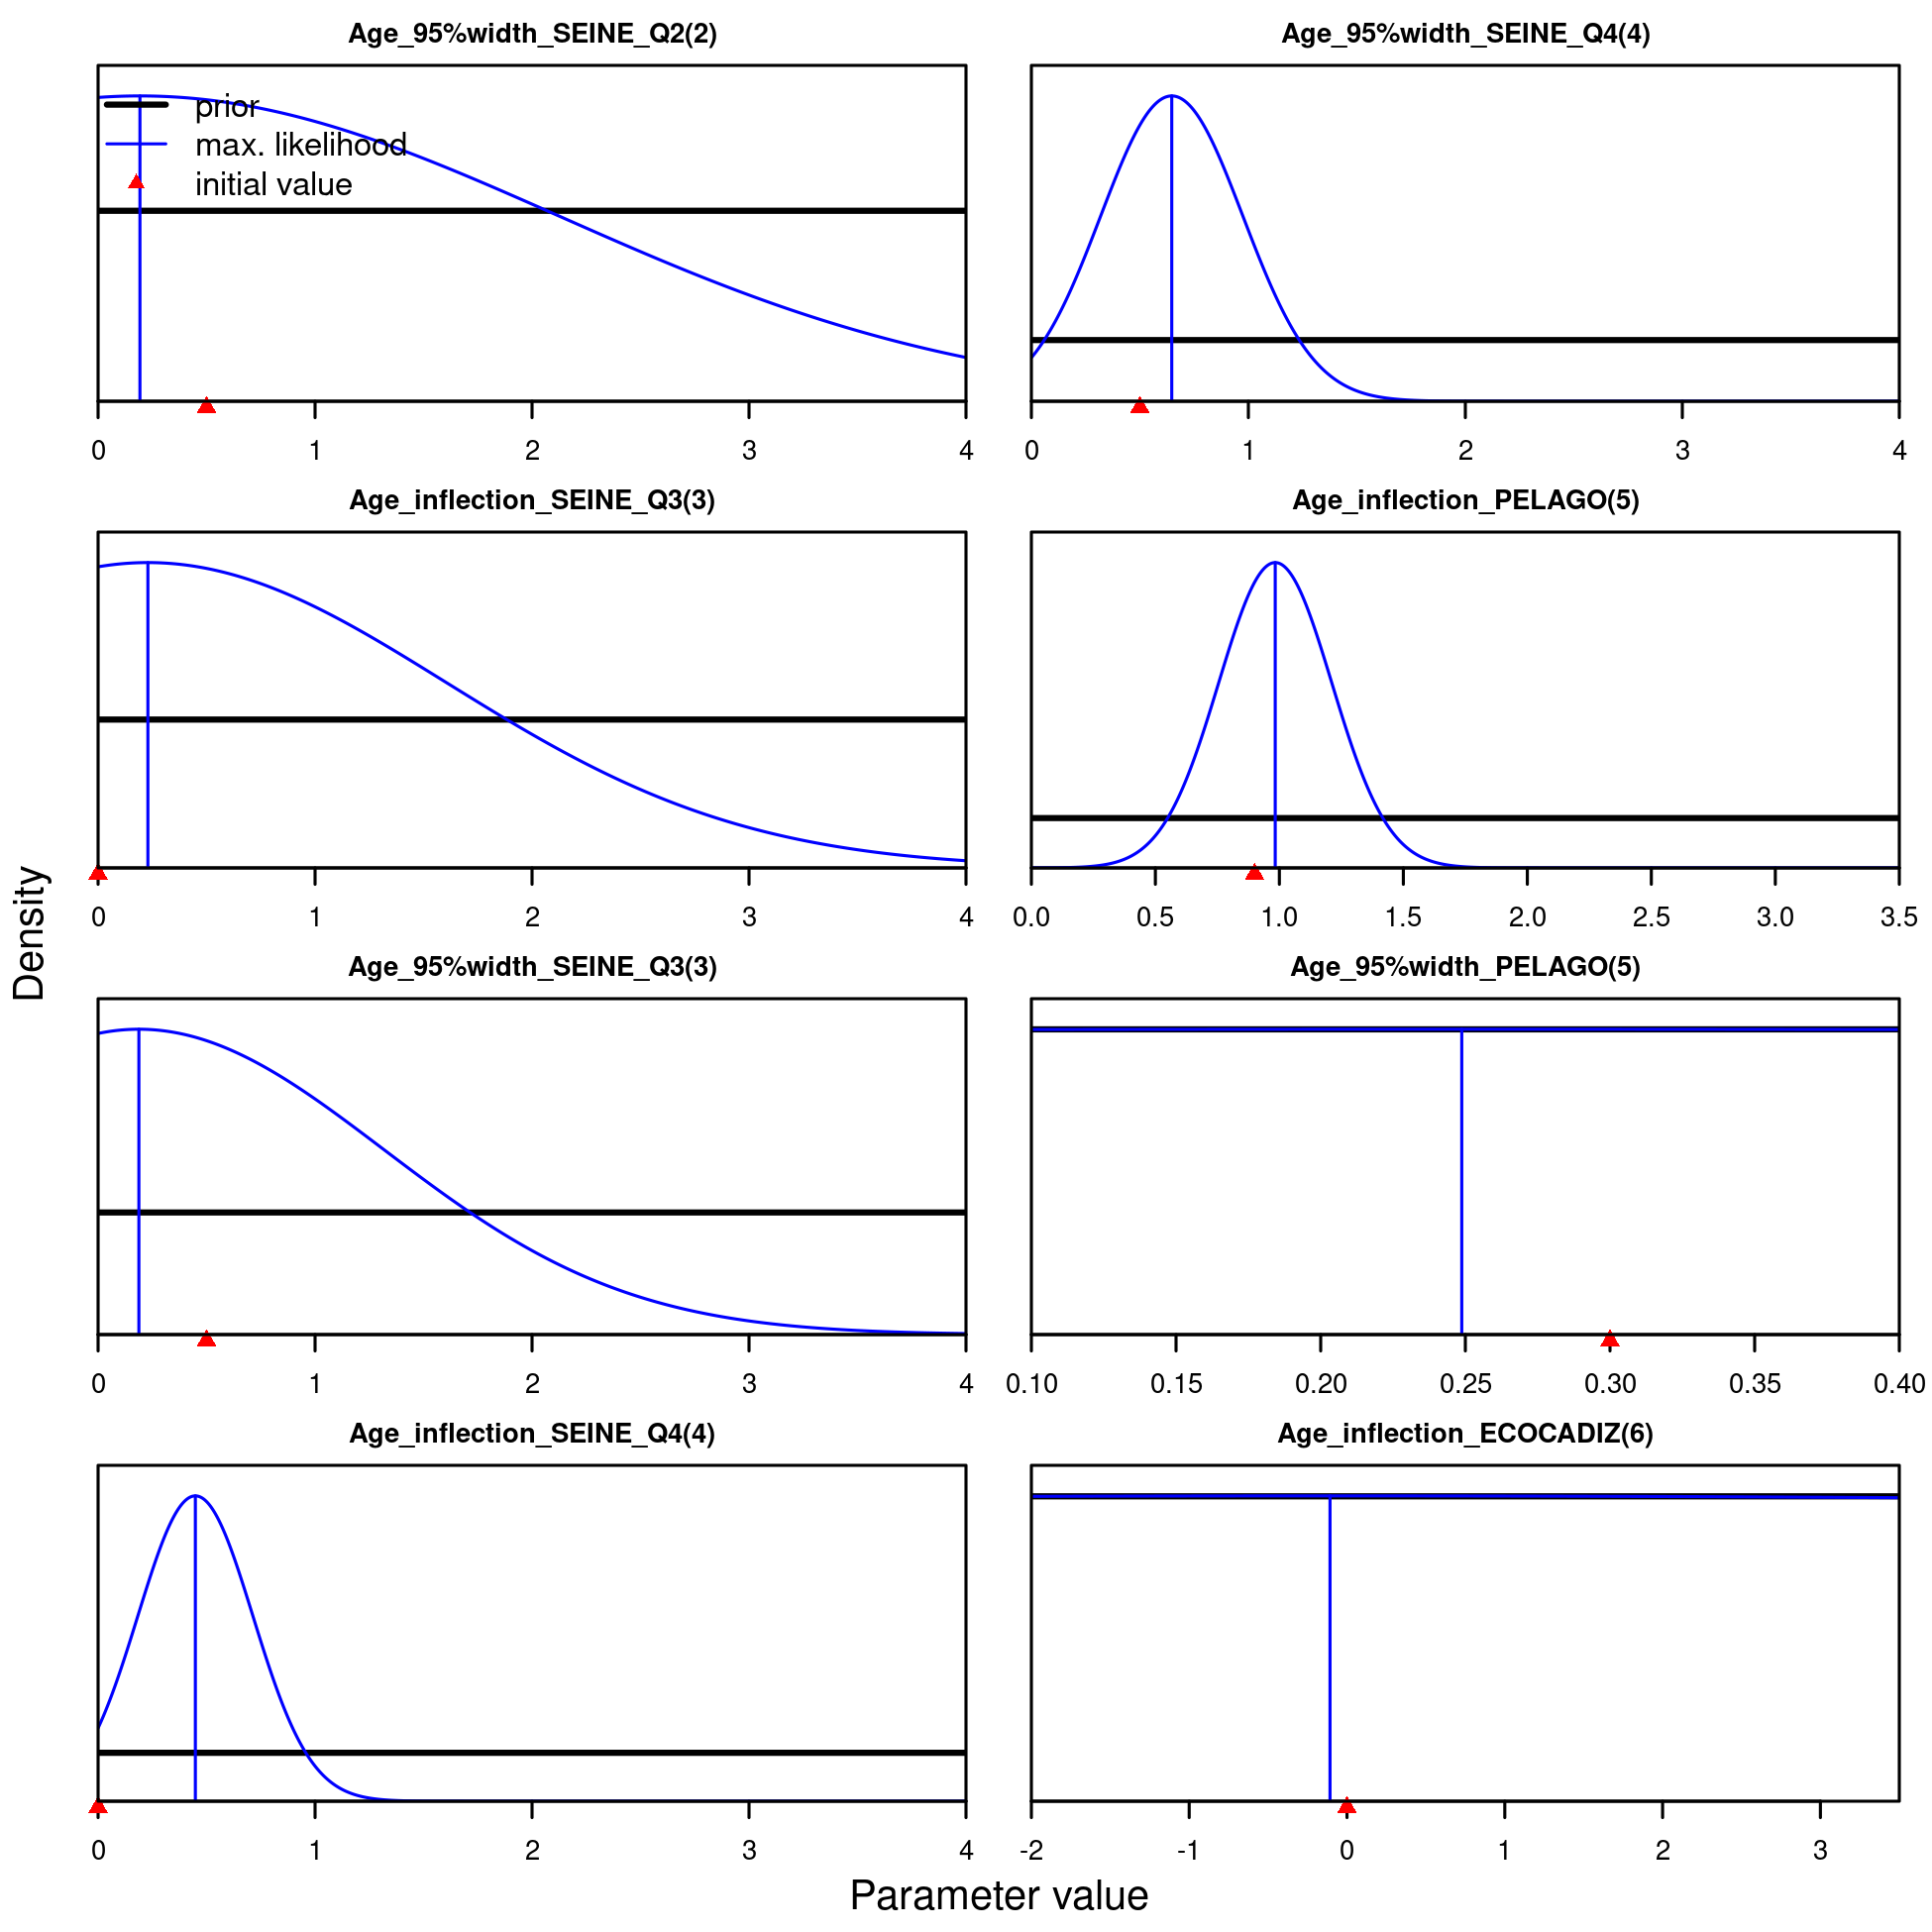 Age_95%width_SEINE_Q2(2)
prior
max. likelihood
initial value
0 1 2 3 4
Age_95%width_SEINE_Q4(4)
0 1 2 3 4
Age_inflection_SEINE_Q3(3)
0 1 2 3 4
Age_inflection_PELAGO(5)
0.0 0.5 1.0 1.5 2.0 2.5 3.0 3.5
Density
Age_95%width_SEINE_Q3(3)
0 1 2 3 4
Age_95%width_PELAGO(5)
0.10 0.15 0.20 0.25 0.30 0.35 0.40
Age_inflection_SEINE_Q4(4)
0 1 2 3 4
Age_inflection_ECOCADIZ(6)
-2 -1 0 1 2 3
Parameter value